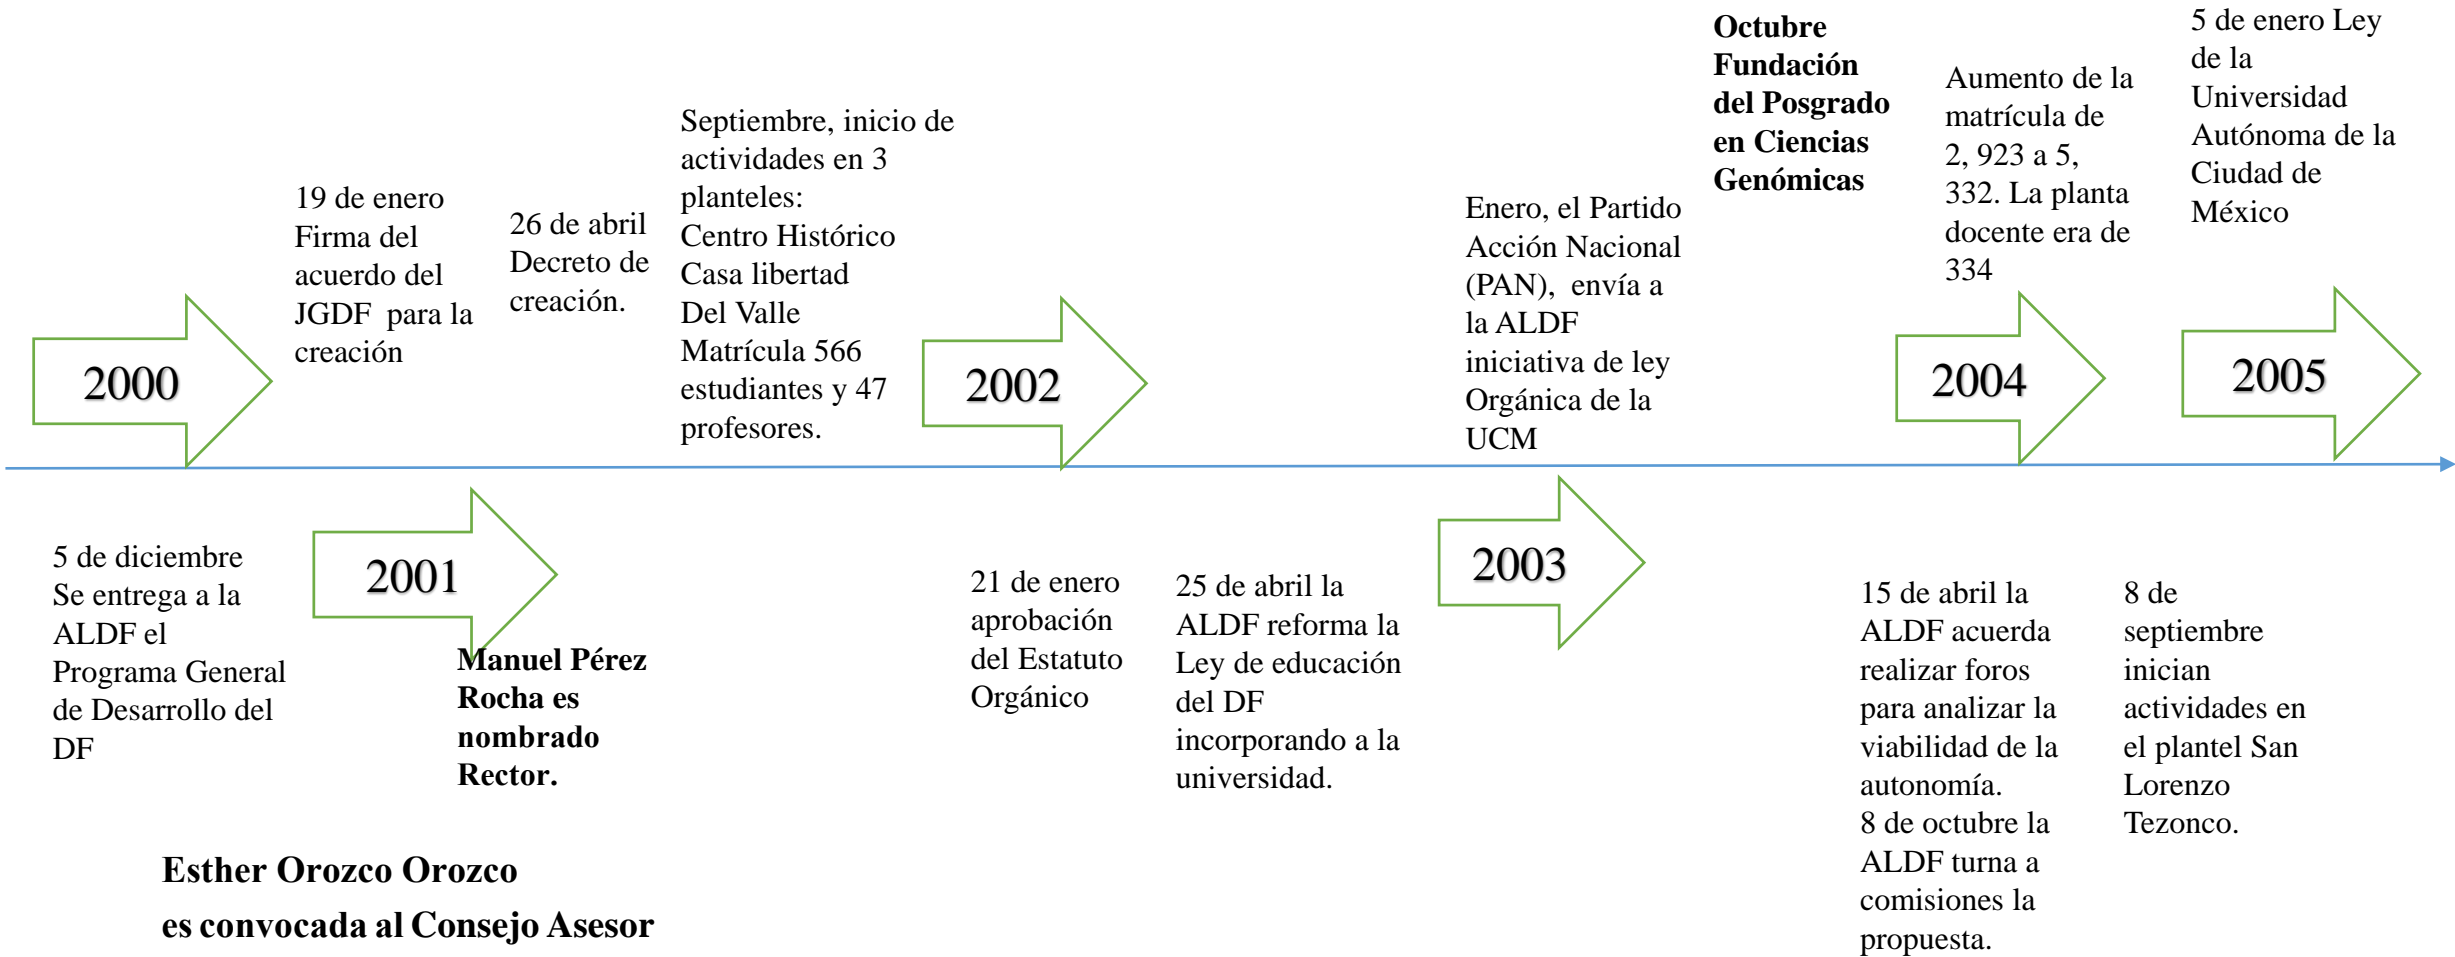 2000
5 de diciembre
Se entrega a la
ALDF el
Programa General
de Desarrollo del
DF
19 de enero
Firma del
acuerdo del
JGDF para la
creación
2001
Manuel Pérez
Rocha es
nombrado
Rector.
Esther Orozco Orozco
es convocada al Consejo Asesor
26 de abril
Decreto de
creación.
Septiembre, inicio de
actividades en 3
planteles:
Centro Histórico
Casa libertad
Del Valle
Matrícula 566
estudiantes y 47
profesores.
2002
21 de enero
aprobación
del Estatuto
Orgánico
25 de abril la
ALDF reforma la
Ley de educación
del DF
incorporando a la
universidad.
Enero, el Partido
Acción Nacional
(PAN), envía a
la ALDF
iniciativa de ley
Orgánica de la
UCM
2003
Octubre
Fundación
del Posgrado
en Ciencias
Genómicas
Aumento de la
matrícula de
2, 923 a 5,
332. La planta
docente era de
334
2004
15 de abril la
ALDF acuerda
realizar foros
para analizar la
viabilidad de la
autonomía.
8 de octubre la
ALDF turna a
comisiones la
propuesta.
8 de
septiembre
inician
actividades en
el plantel San
Lorenzo
Tezonco.
5 de enero Ley
de la
Universidad
Autónoma de la
Ciudad de
México
2005